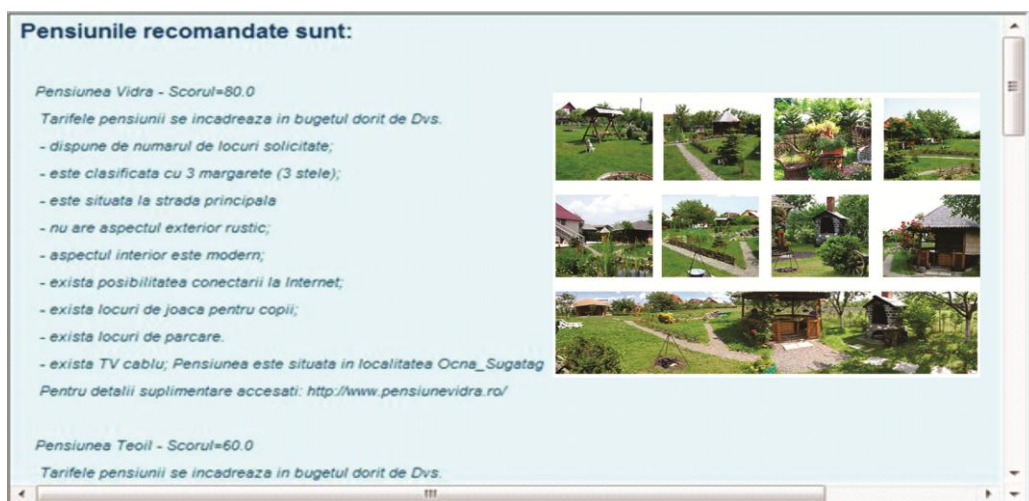 Pensiunile recomandate sunt:
Pensiunea Vidra - Scorul=80.0
Tarifele pensiunii se incadreaza in bugetul dorit de Dvs.
- dispune de numarul de locuri solicitate;
- este clasificata cu 3 margarete (3 stele);
- este situata la strada principala
- nu are aspectul exterior rustic;
- aspectul interior este modern;
- exista posibilitatea conectarii la Internet;
- exista locuri de joaca pentru copii;
- exista locuri de parcare.
- exista TV cablu; Pensiunea este situata in localitatea Ocna_Sugatag
Pentru detalii suplimentare accesati: http://www.pensiunevidra.ro/
Pensiunea Teoil - Scorul=60.0
Tarifele pensiunii se incadreaza in bugetul dorit de Dvs.